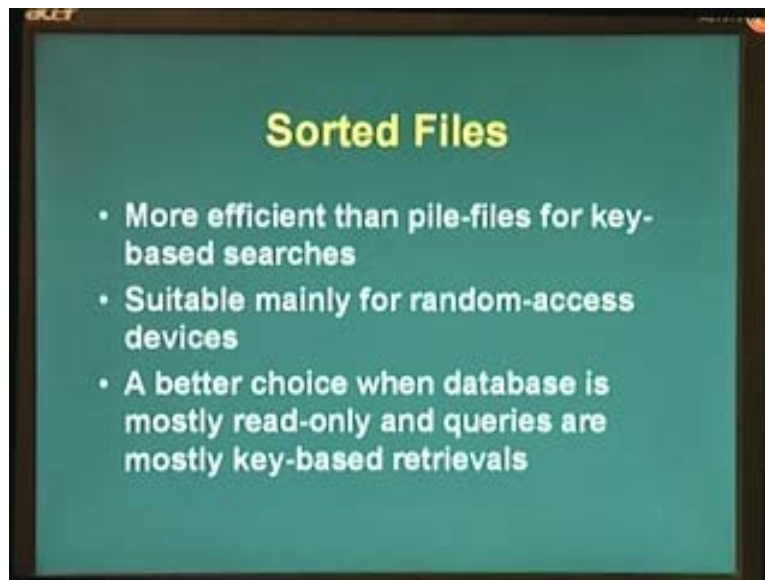 acer
Sorted Files
• More efficient than pile-files for key-
based searches
• Suitable mainly for random-access
devices
• A better choice when database is
mostly read-only and queries are
mostly key-based retrievals